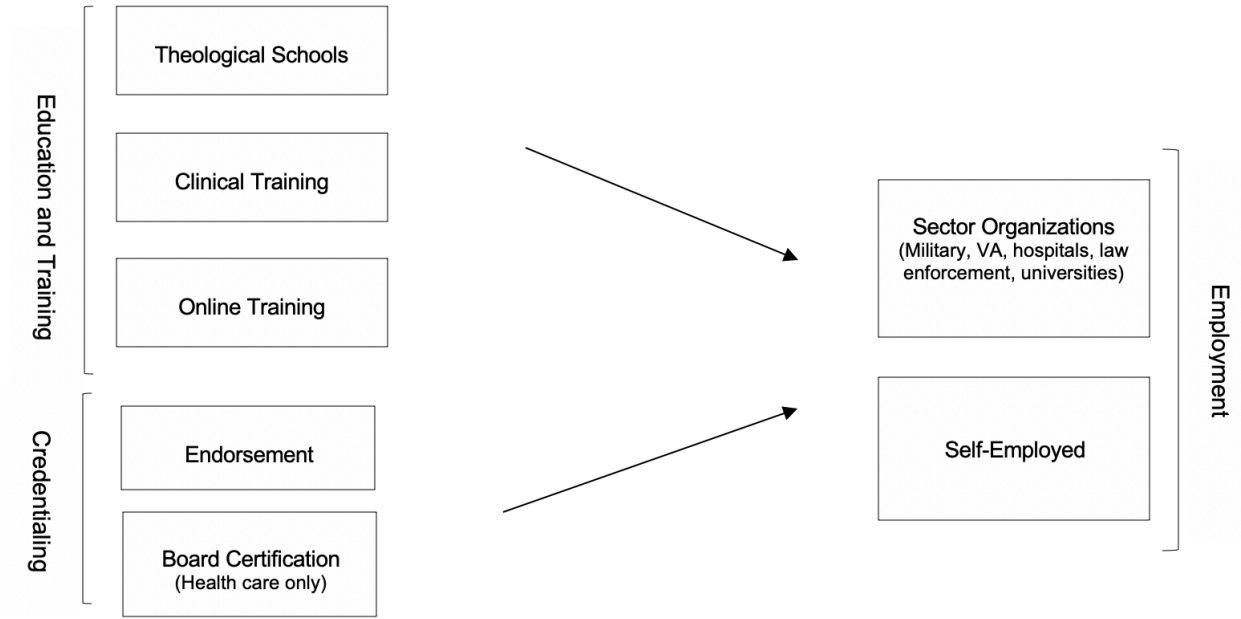 Education and Training
Theological Schools
Clinical Training
Online Training
Credentialing
Endorsement
Board Certification
(Health care only)
Sector Organizations
(Military, VA, hospitals, law
enforcement, universities)
Self-Employed
Employment